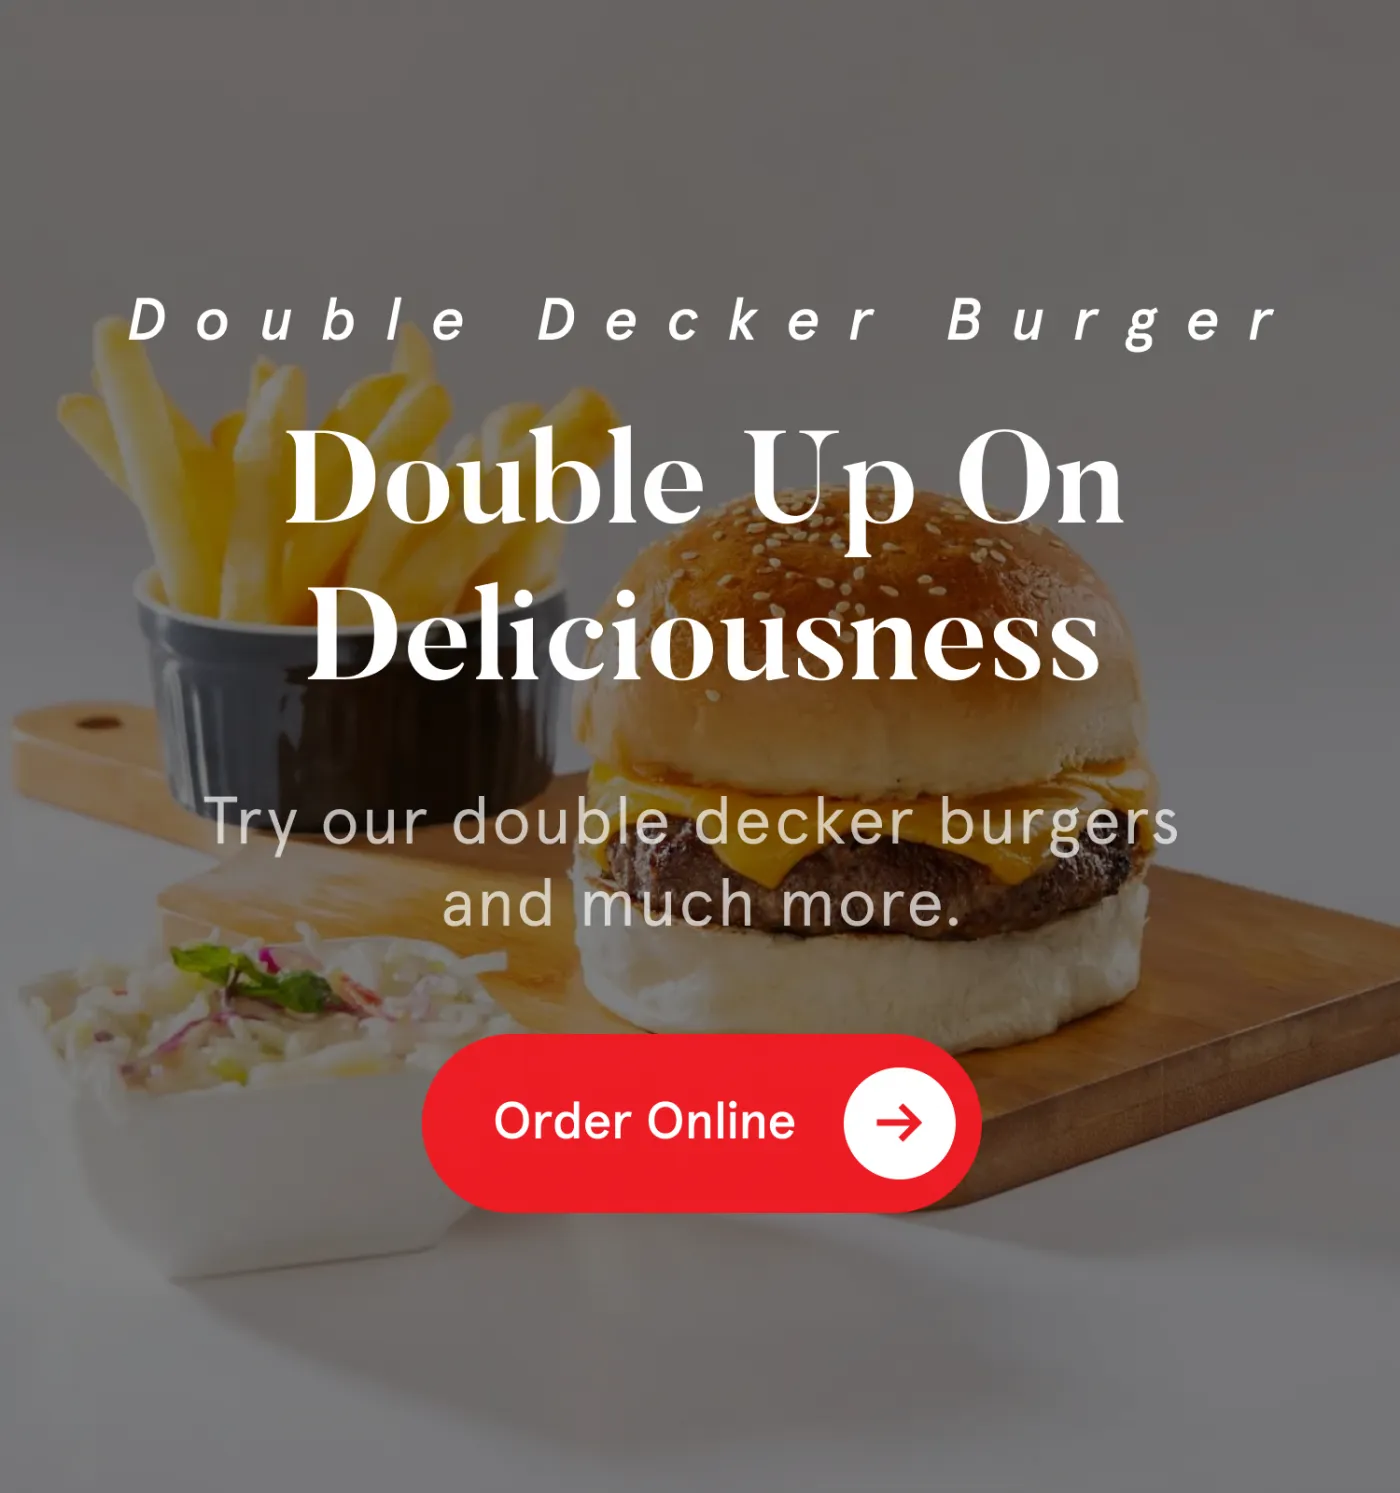 Double Decker Burger
Double Up On
Deliciousness
Try our double decker burgers
and much more.
Order Online